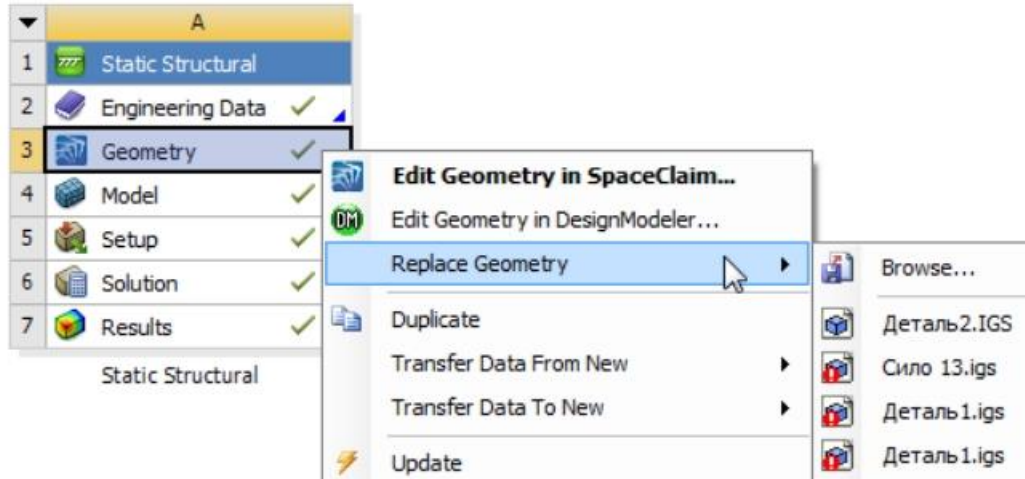 A
1 Static Structural
2 Engineering Data
3 Geometry
4 Model
5 Setup
6 Solution
7 Results
Static Structural
Edit Geometry in SpaceClaim...
DM Edit Geometry in DesignModeler...
Replace Geometry
Duplicate
Transfer Data From New
Transfer Data To New
Update
Browse...
Деталь2.IGS
Сило 13.igs
Деталь1.igs
Деталь1.igs